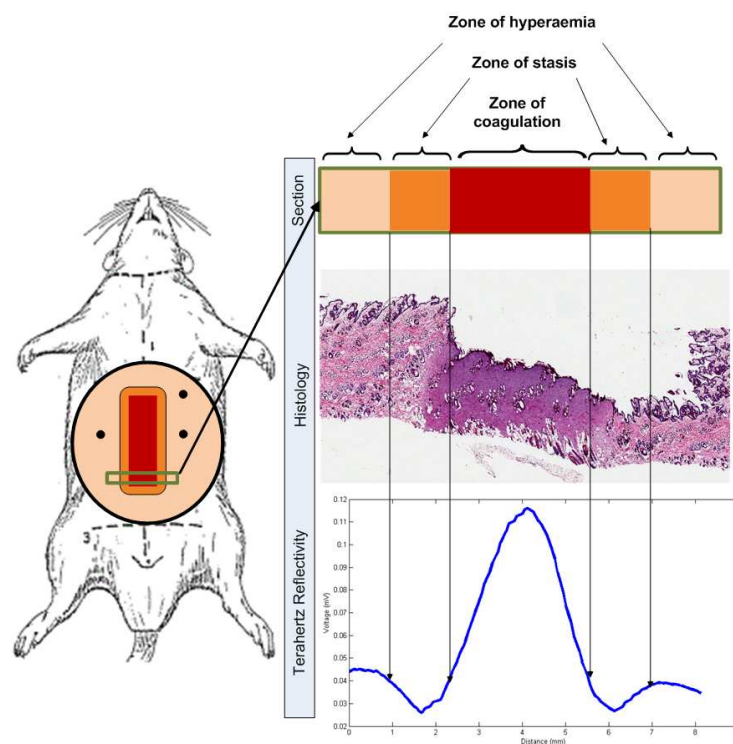 Zone of hyperaemia
Zone of stasis
Zone of
coagulation
Section
Histology
Terahertz Reflectivity
1
3
0.12
0.11
0.1
0.09
0.08
0.07
0.06
0.05
0.04
0.03
0.02
Voltage (mV)
0 1 2 3 4 5 6 7 8
Distance (mm)